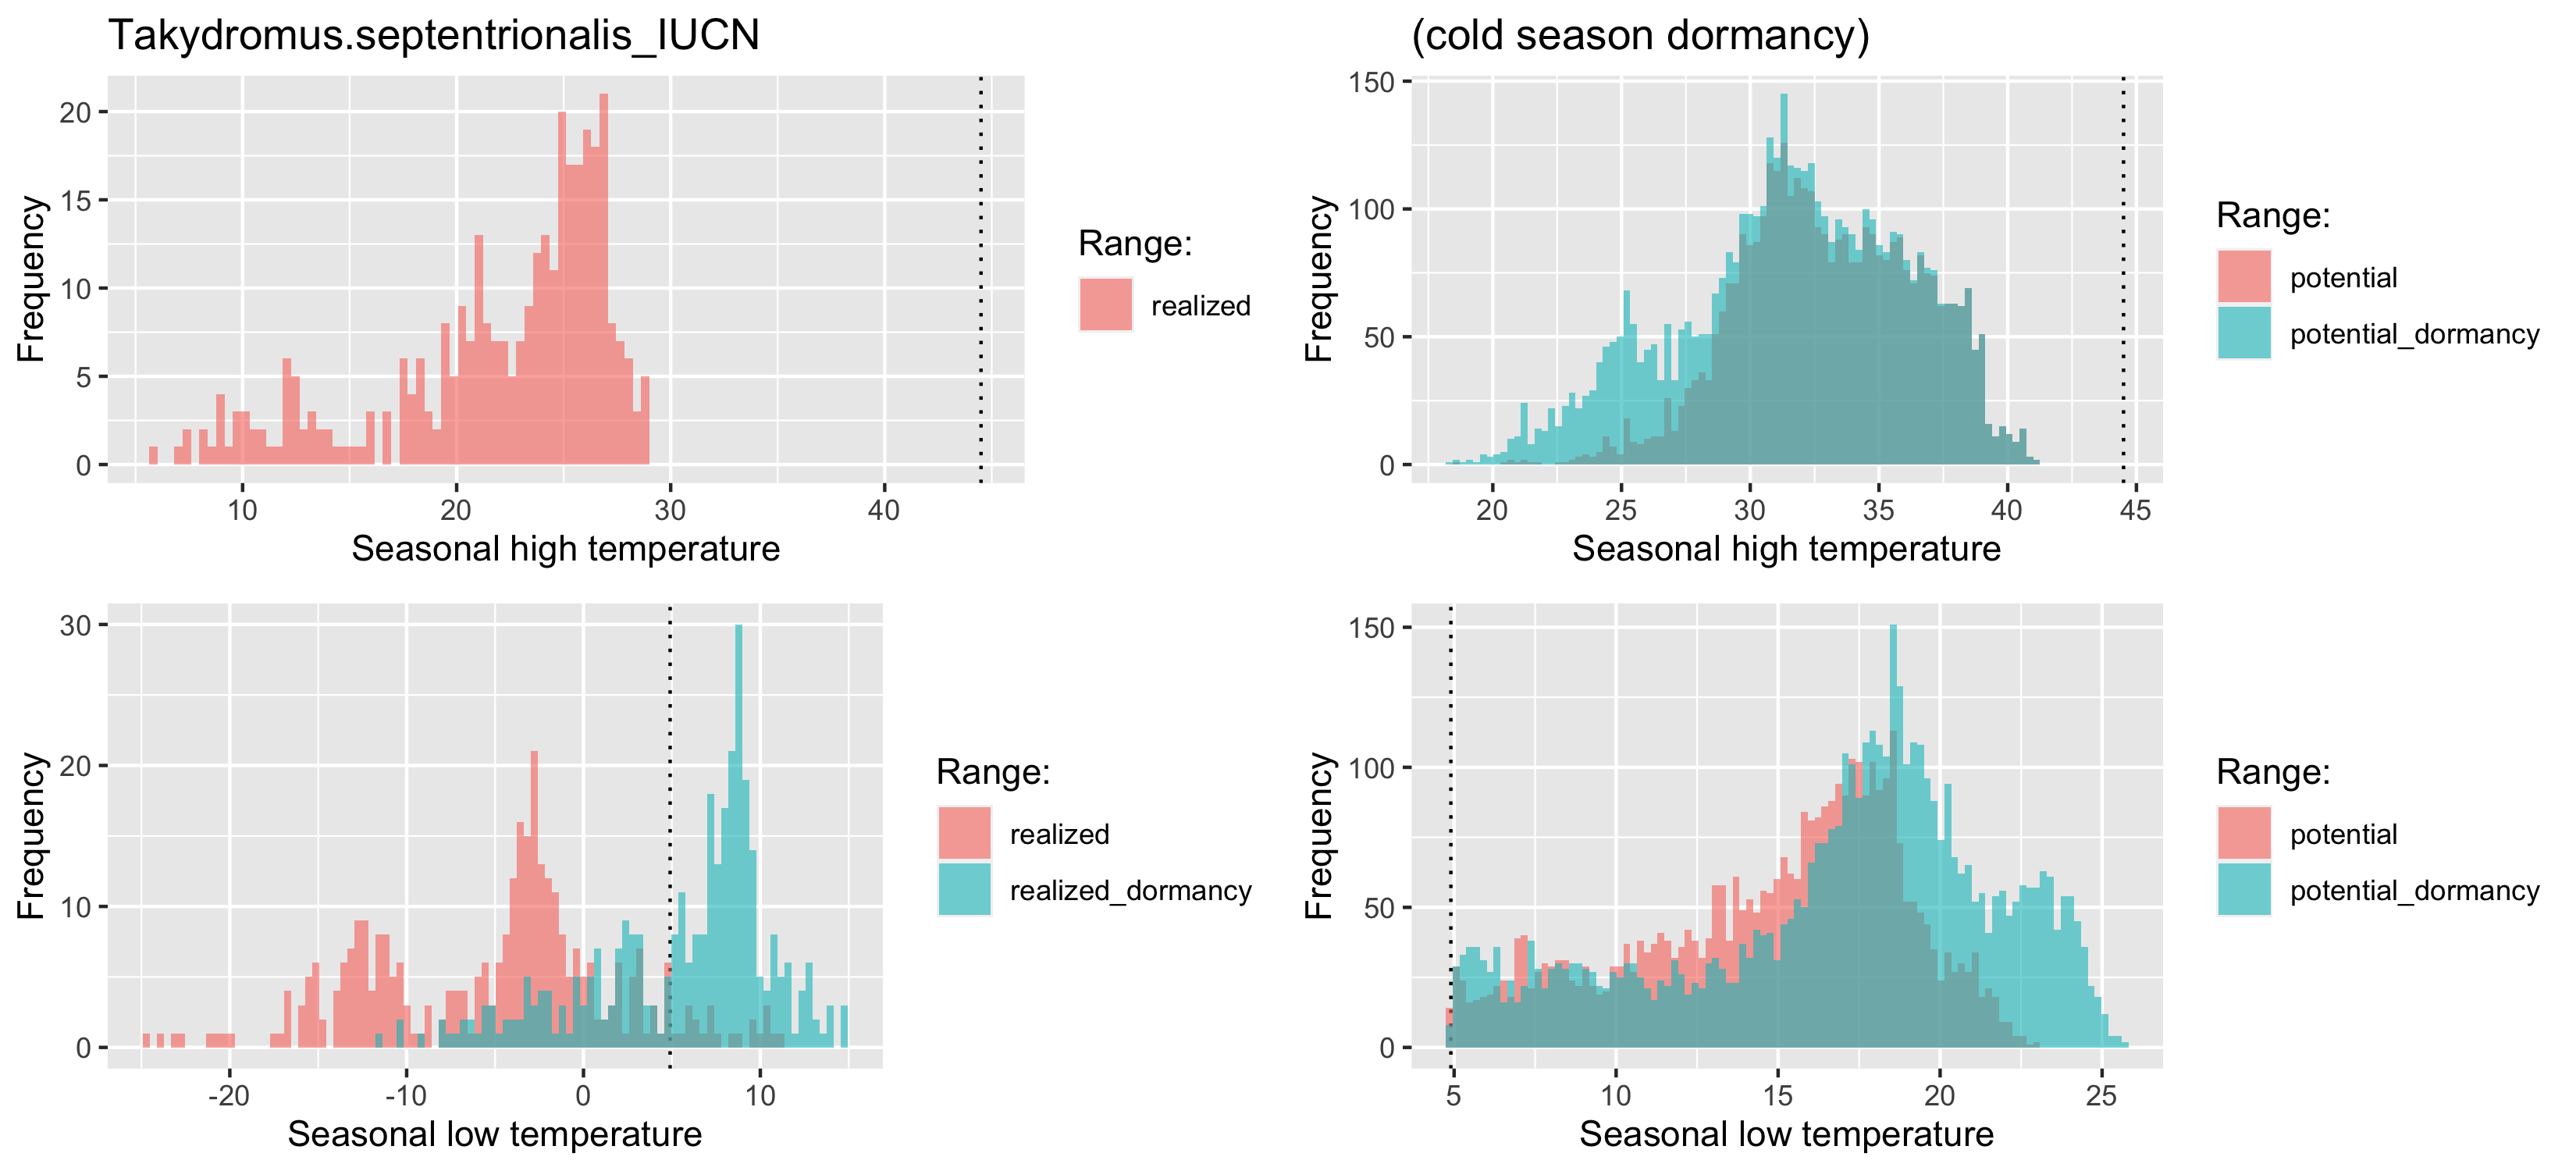 Takydromus.septentrionalis_IUCN
(cold season dormancy)
Frequency
20
15
10
5
0
10
20
30
40
Seasonal high temperature
Range:
realized
Frequency
150
100
50
0
20
25
30
35
40
45
Seasonal high temperature
Range:
potential
potential_dormancy
Frequency
30
20
10
0
-20
-10
0
10
Seasonal low temperature
Range:
realized
realized_dormancy
Frequency
150
100
50
0
5
10
15
20
25
Seasonal low temperature
Range:
potential
potential_dormancy